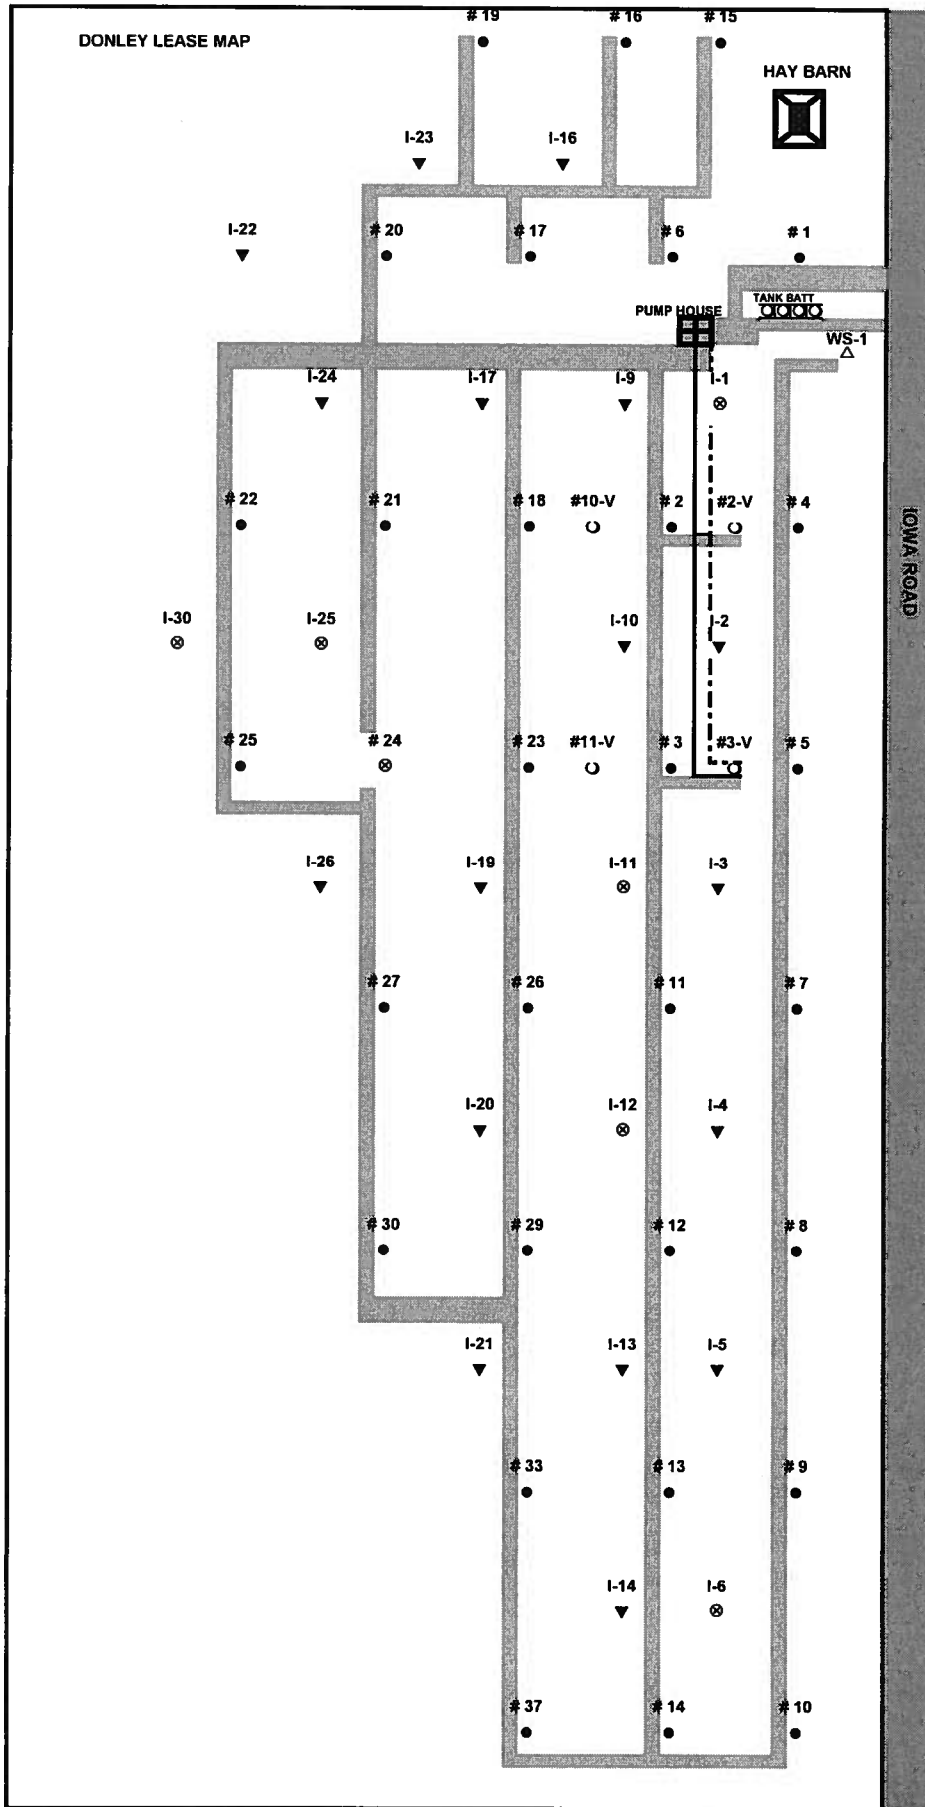 # 19
# 16
# 15
DONLEY LEASE MAP
HAY BARN
I-23
I-16
I-22
# 20
# 17
# 6
# 1
TANK BATT
PUMP HOUSE
WS-1
I-24
I-17
I-9
I-1
# 22
# 21
# 18
#10-V
# 2
#2-V
# 4
IOWA ROAD
I-30
I-25
I-10
I-2
# 25
# 24
# 23
#11-V
# 3
#3-V
# 5
I-26
I-19
I-11
I-3
# 27
# 26
# 11
# 7
I-20
I-12
I-4
# 30
# 29
# 12
# 8
I-21
I-13
I-5
# 33
# 13
# 9
I-14
I-6
# 37
# 14
# 10